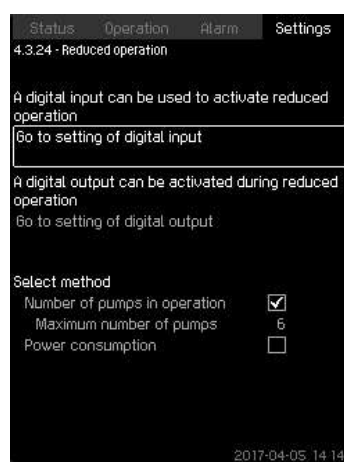 Status Operation Alarm Settings
4.3.24 - Reduced operation
A digital input can be used to activate reduced
operation
Go to setting of digital input
A digital output can be activated during reduced
operation
Go to setting of digital output
Select method
Number of pumps in operation
Maximum number of pumps 6
Power consumption
2017-04-05 14:14